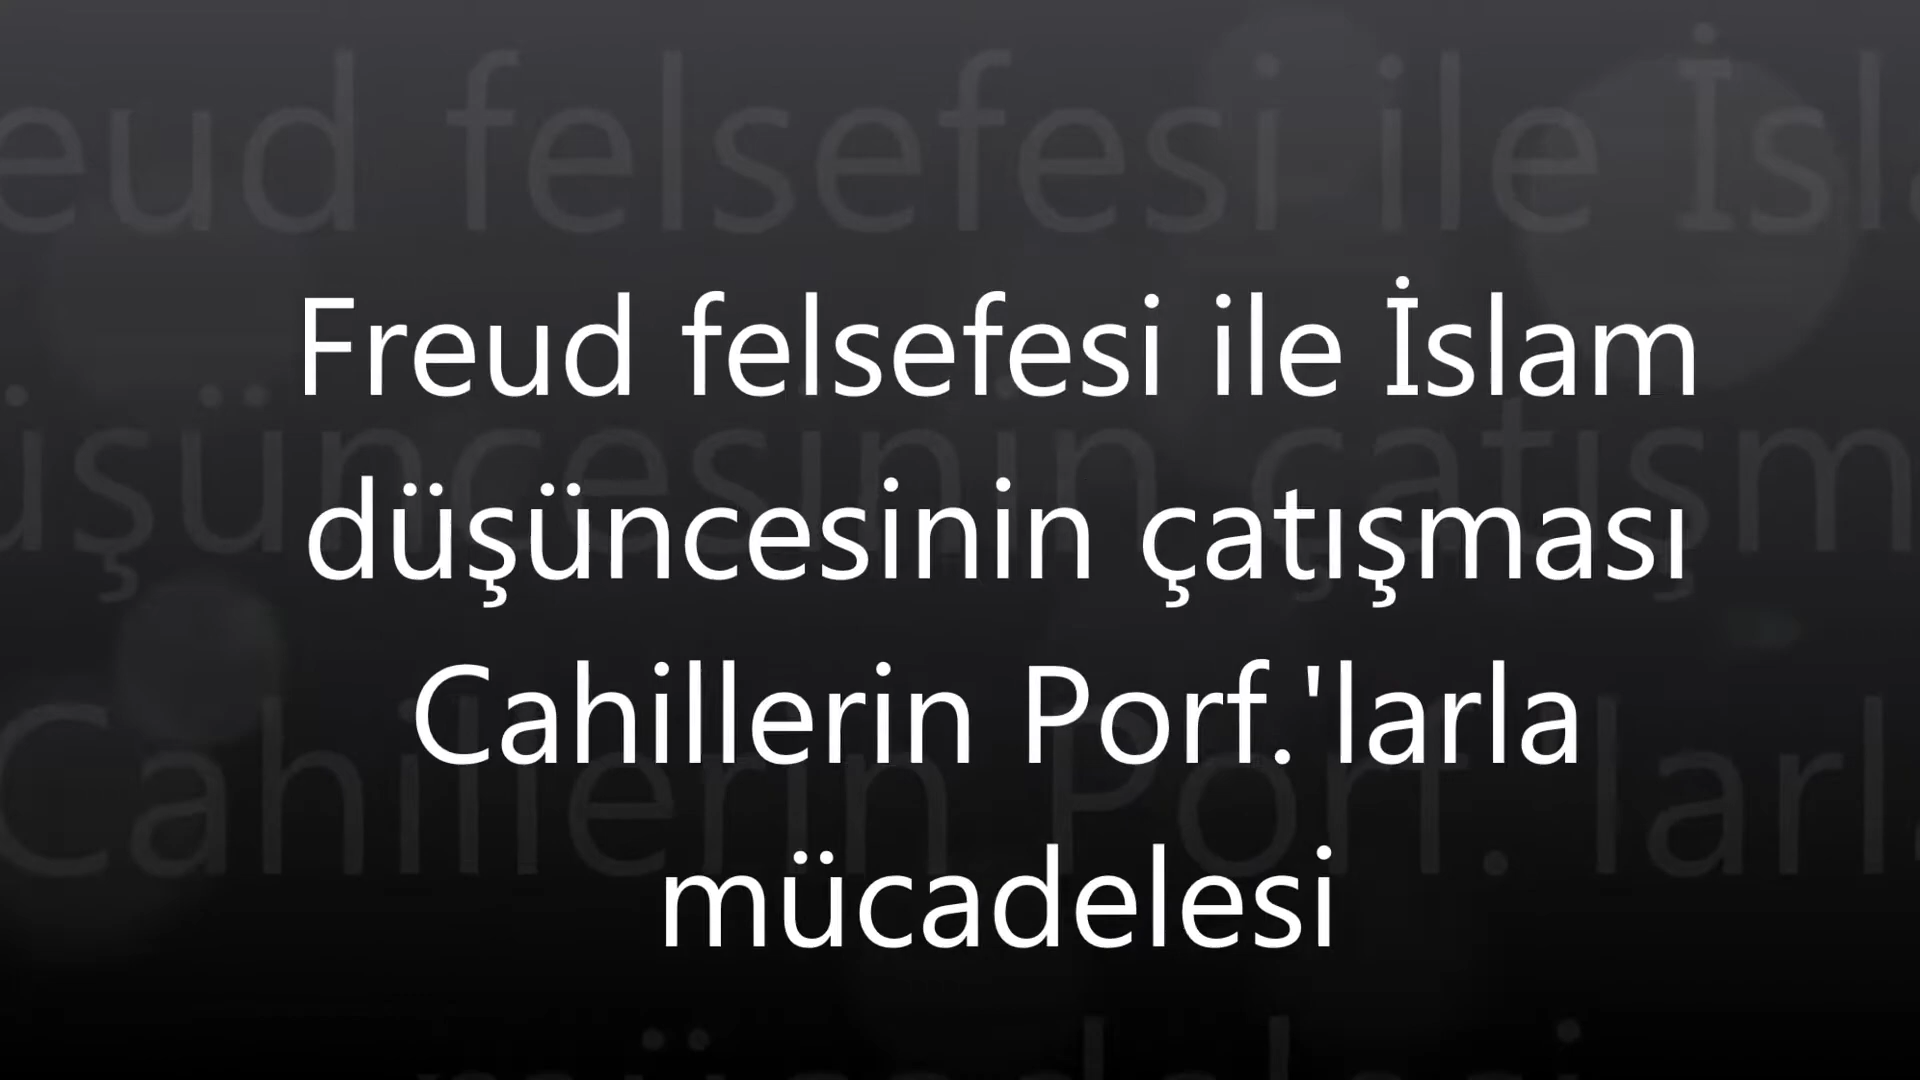 Freud felsefesi ile İslam
düşüncesinin çatışması
Cahillerin Porf.'larla
mücadelesi